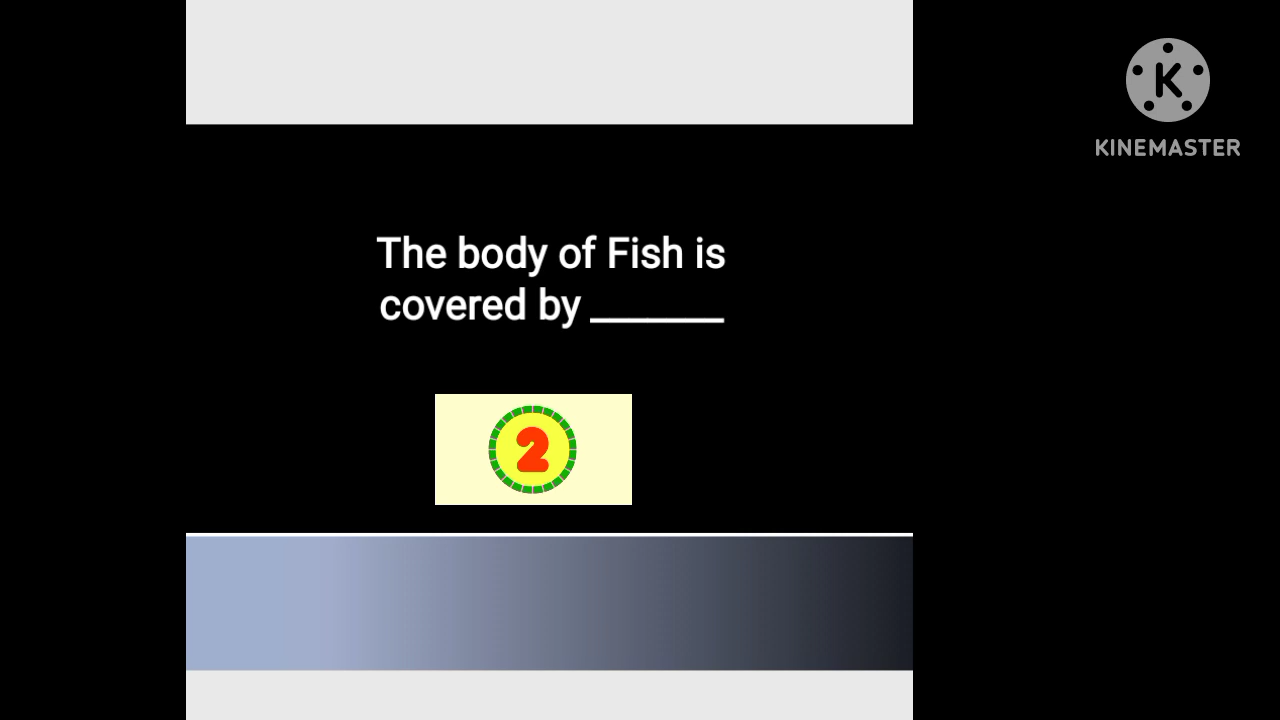 K
KINEMASTER
The body of Fish is
covered by ______
2